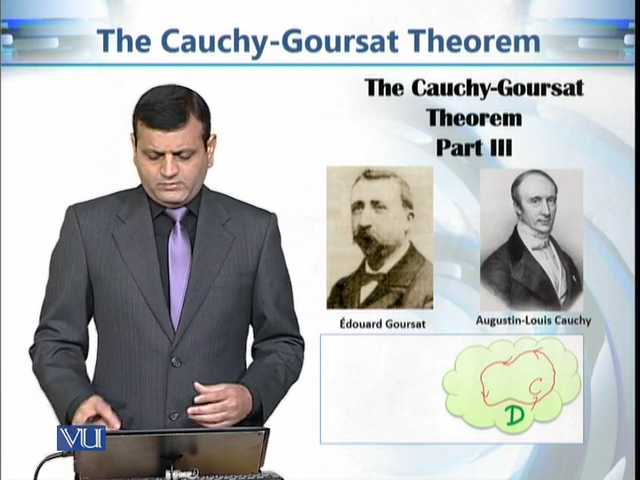 The Cauchy-Goursat Theorem
The Cauchy-Goursat
Theorem
Part III
Édouard Goursat
Augustin-Louis Cauchy
C
D
VU